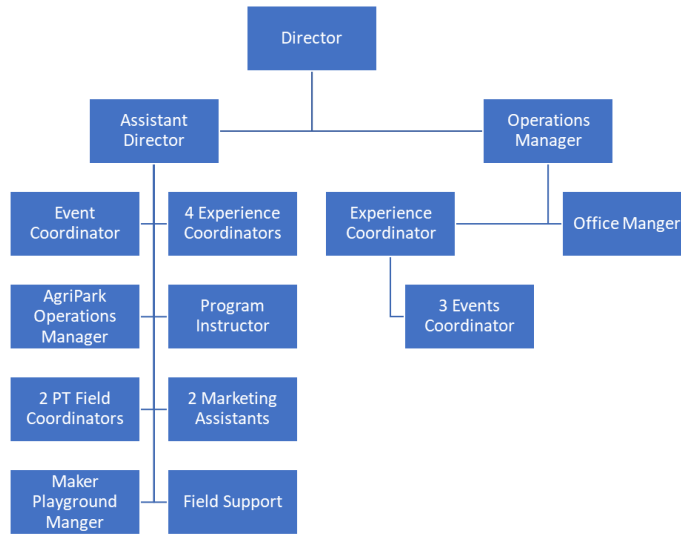 Director
Assistant
Director
Operations
Manager
Event
Coordinator
4 Experience
Coordinators
Experience
Coordinator
Office Manger
AgriPark
Operations
Manager
Program
Instructor
3 Events
Coordinator
2 PT Field
Coordinators
2 Marketing
Assistants
Maker
Playground
Manger
Field Support